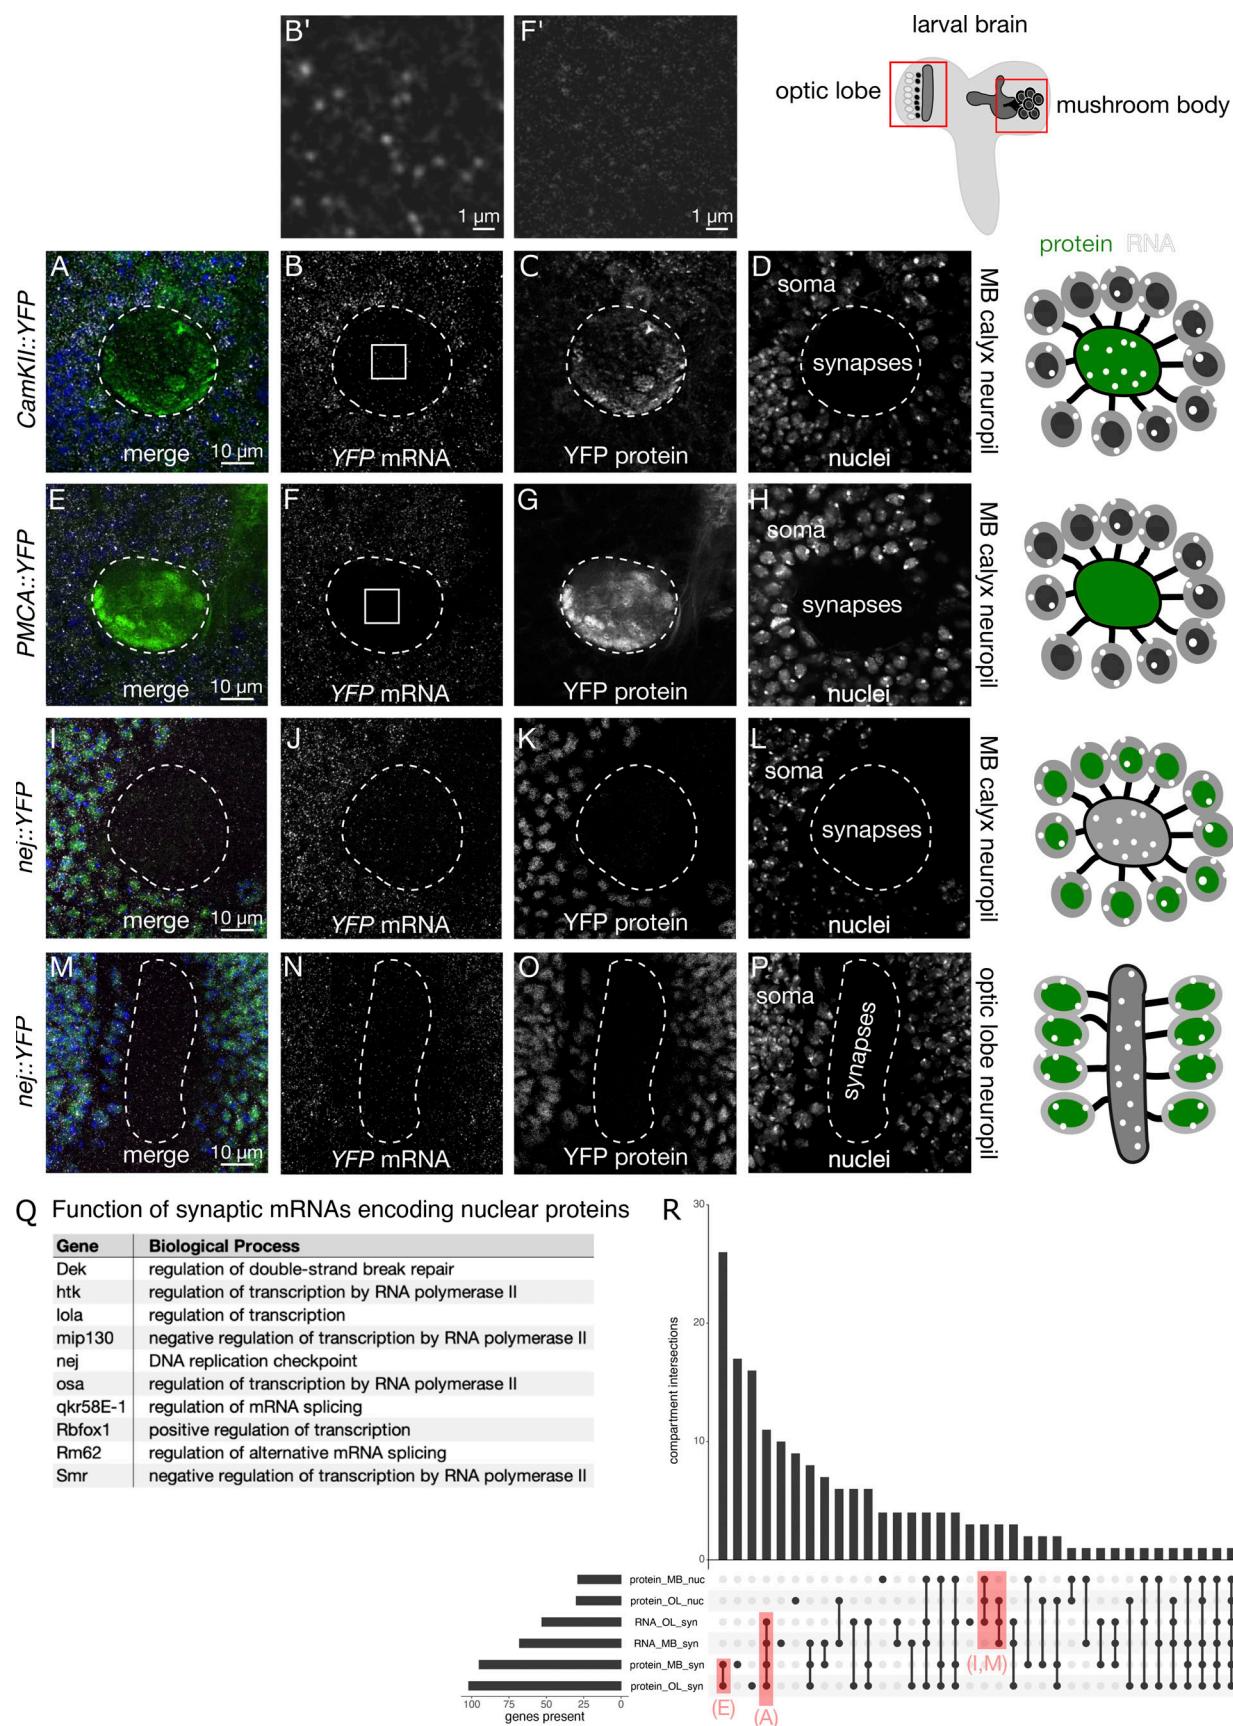 B'
F'
1 μm
1 μm
larval brain
optic lobe
mushroom body
protein RNA
CamKII::YFP
A
merge
10 μm
B
YFP mRNA
C
YFP protein
D
soma
synapses
nuclei
MB calyx neuropil
PMCA::YFP
E
merge
10 μm
F
YFP mRNA
G
YFP protein
H
soma
synapses
nuclei
MB calyx neuropil
nej::YFP
I
merge
10 μm
J
YFP mRNA
K
YFP protein
L
soma
synapses
nuclei
MB calyx neuropil
nej::YFP
M
merge
10 μm
N
YFP mRNA
O
YFP protein
P
soma
synapses
nuclei
optic lobe neuropil
Q Function of synaptic mRNAs encoding nuclear proteins
Gene Biological Process
Dek regulation of double-strand break repair
htk regulation of transcription by RNA polymerase II
lola regulation of transcription
mip130 negative regulation of transcription by RNA polymerase II
nej DNA replication checkpoint
osa regulation of transcription by RNA polymerase II
qkr58E-1 regulation of mRNA splicing
Rbfox1 positive regulation of transcription
Rm62 regulation of alternative mRNA splicing
Smr negative regulation of transcription by RNA polymerase II
R
30
20
10
0
compartment intersections
protein_MB_nuc
protein_OL_nuc
RNA_OL_syn
RNA_MB_syn
protein_MB_syn
protein_OL_syn
(I,M)
(E)
(A)
100 75 50 25 0
genes present